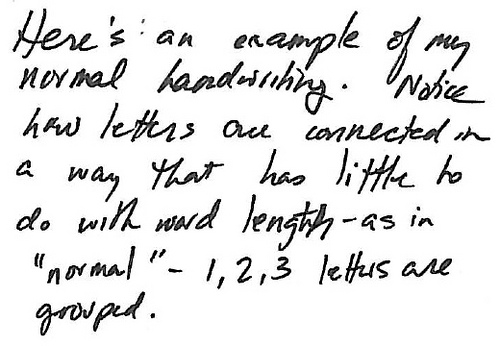 Here's an example of my
normal handwriting. Notice
how letters are connected in
a way that has little to
do with word length - as in
"normal" - 1, 2, 3 letters are
grouped.